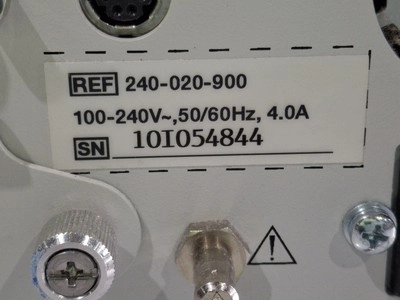 REF 240-020-900
100-240V~,50/60Hz, 4.0A
SN 10I054844